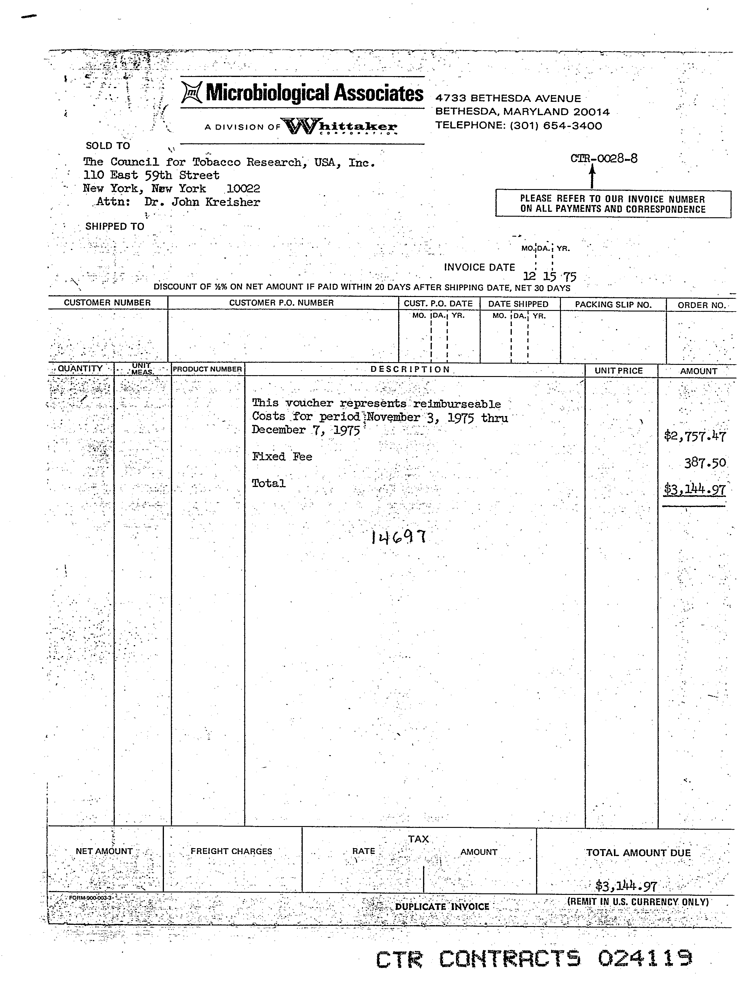 Microbiological Associates
A DIVISION OF Whittaker
CORPORATION
4733 BETHESDA AVENUE
BETHESDA, MARYLAND 20014
TELEPHONE: (301) 654-3400
SOLD TO
The Council for Tobacco Research, USA, Inc.
110 East 59th Street
New York, New York 10022
Attn: Dr. John Kreisher
CTR-0028-8
PLEASE REFER TO OUR INVOICE NUMBER
ON ALL PAYMENTS AND CORRESPONDENCE
SHIPPED TO
MO. DA. YR.
INVOICE DATE 12 15 75
DISCOUNT OF ½% ON NET AMOUNT IF PAID WITHIN 20 DAYS AFTER SHIPPING DATE, NET 30 DAYS
CUSTOMER NUMBER CUSTOMER P.O. NUMBER CUST. P.O. DATE DATE SHIPPED PACKING SLIP NO. ORDER NO.
MO. DA. YR. MO. DA. YR.
QUANTITY UNIT MEAS. PRODUCT NUMBER DESCRIPTION UNIT PRICE AMOUNT
This voucher represents reimburseable
Costs for period November 3, 1975 thru
December 7, 1975 $2,757.47
Fixed Fee 387.50
Total $3,144.97
14697
TAX
NET AMOUNT FREIGHT CHARGES RATE AMOUNT TOTAL AMOUNT DUE
$3,144.97
FORM-900-003-3
DUPLICATE INVOICE (REMIT IN U.S. CURRENCY ONLY)
CTR CONTRACTS 024119